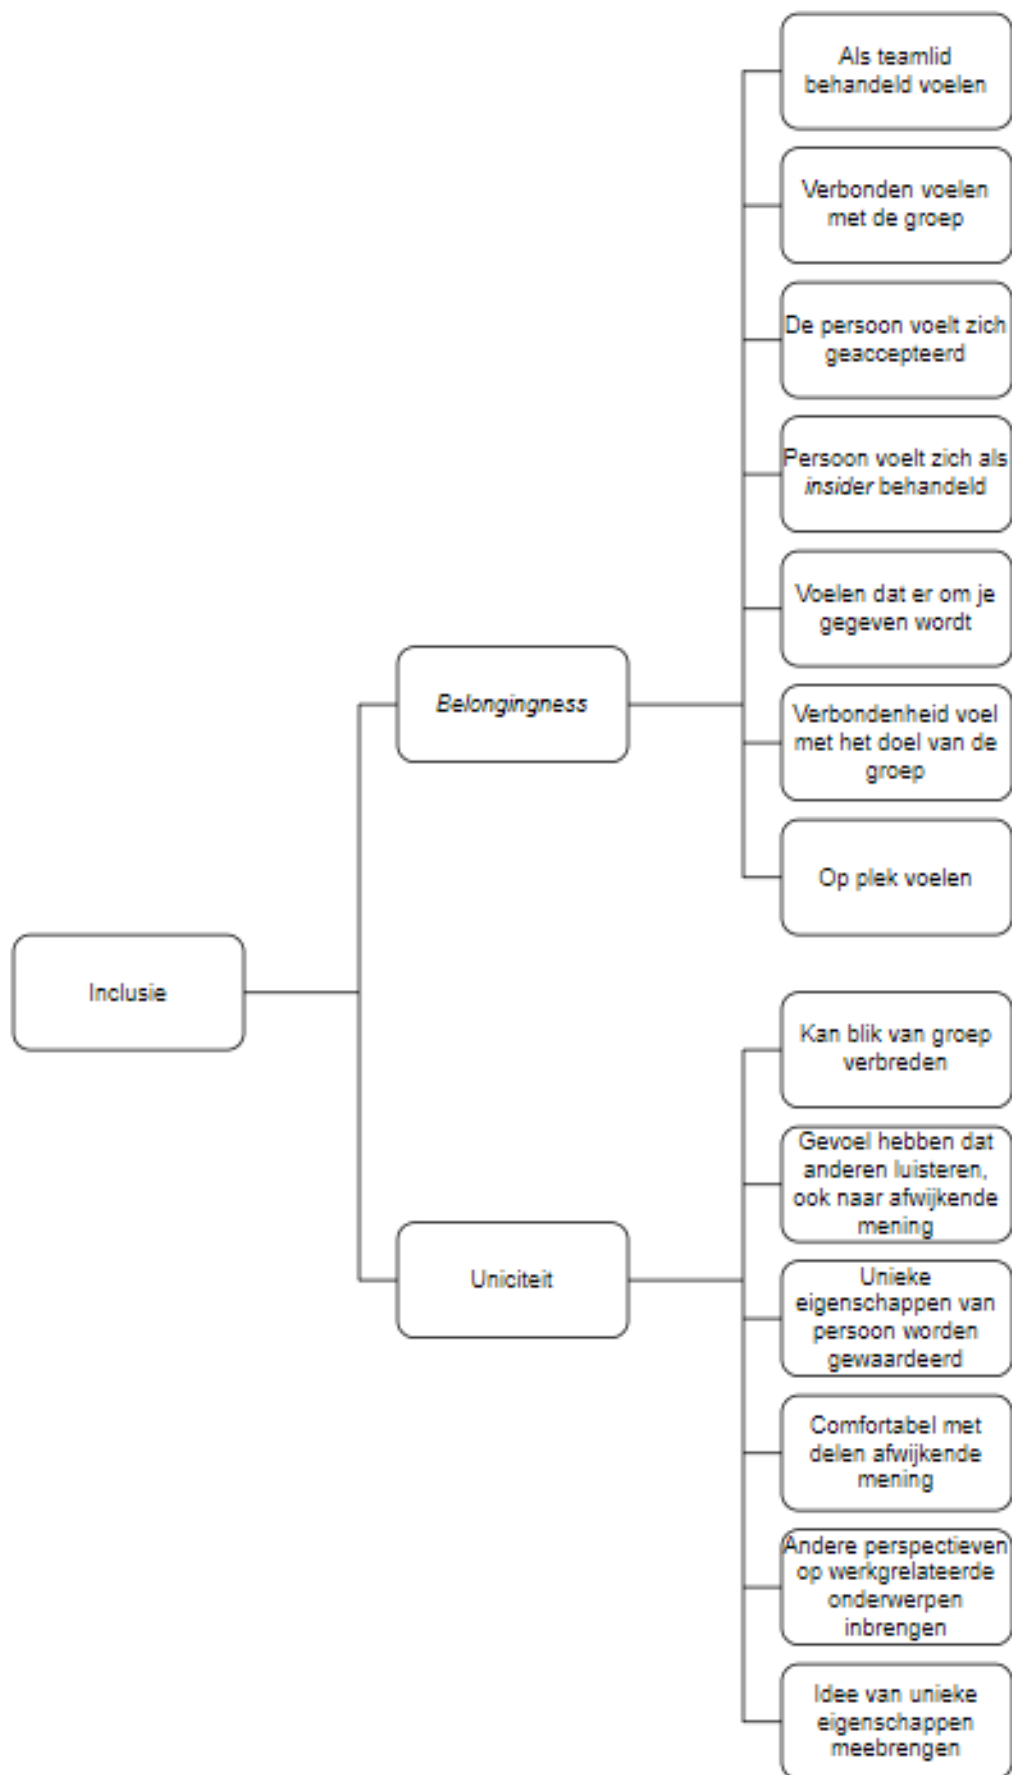 Als teamlid
behandeld voelen
Verbonden voelen
met de groep
De persoon voelt zich
geaccepteerd
Persoon voelt zich als
insider behandeld
Voelen dat er om je
gegeven wordt
Belongingness
Verbondenheid voel
met het doel van de
groep
Op plek voelen
Inclusie
Kan blik van groep
verbreden
Gevoel hebben dat
anderen luisteren,
ook naar afwijkende
mening
Uniciteit
Unieke
eigenschappen van
persoon worden
gewaardeerd
Comfortabel met
delen afwijkende
mening
Andere perspectieven
op werkgrelateerde
onderwerpen
inbrengen
Idee van unieke
eigenschappen
meebrengen